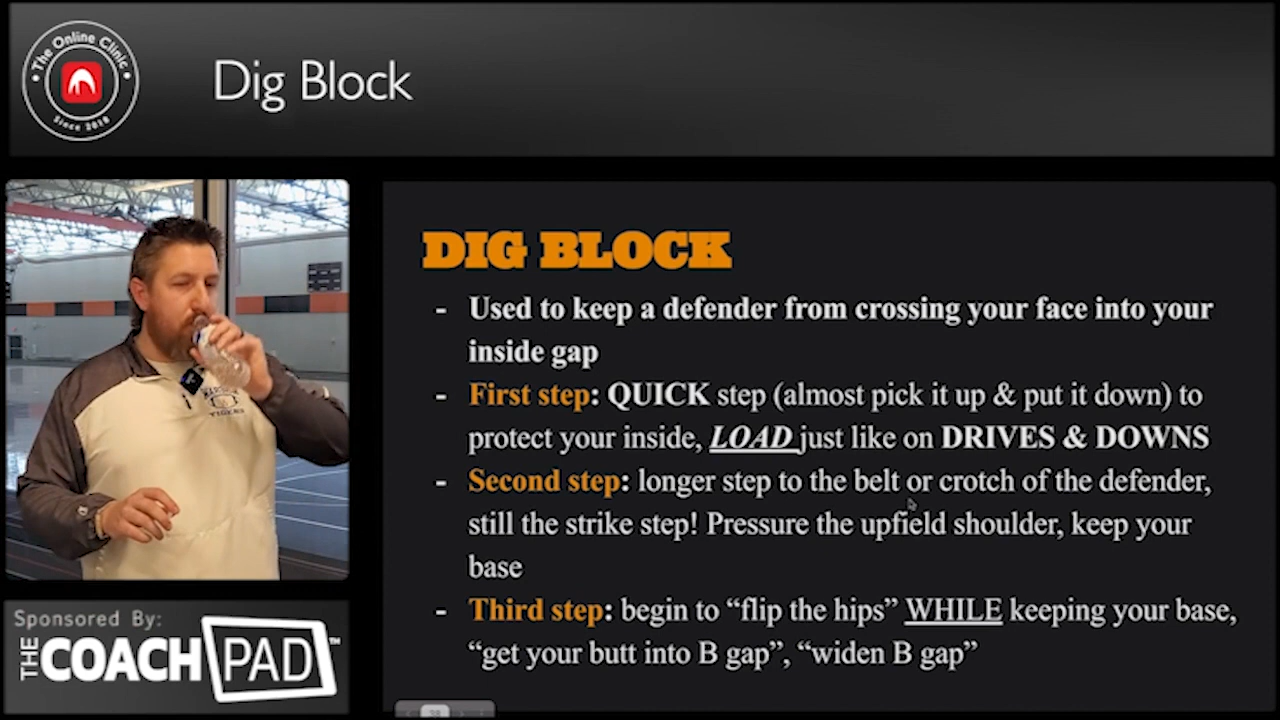 The Online Clinic
Since 2010
Dig Block
DIG BLOCK
- Used to keep a defender from crossing your face into your
inside gap
- First step: QUICK step (almost pick it up & put it down) to
protect your inside, LOAD just like on DRIVES & DOWNS
- Second step: longer step to the belt or crotch of the defender,
still the strike step! Pressure the upfield shoulder, keep your
base
- Third step: begin to “flip the hips” WHILE keeping your base,
“get your butt into B gap”, “widen B gap”
TIGERS
Sponsored By:
THE COACH PAD™